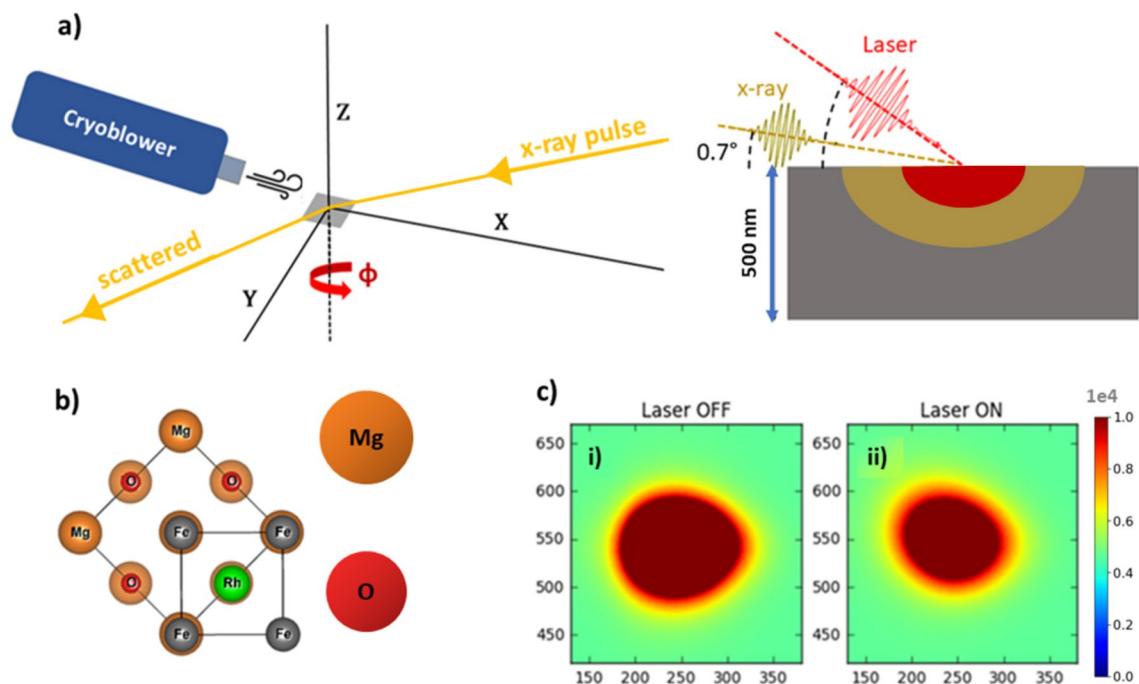 a)
Cryoblower
Z
x-ray pulse
X
scattered
Y
ϕ
Laser
x-ray
0.7°
500 nm
b)
Mg
O O
Mg Fe Fe
O Rh
Fe Fe
Mg
O
c)
Laser OFF Laser ON
1e4
i) ii)
650
600
550
500
450
150 200 250 300 350
650
600
550
500
450
150 200 250 300 350
1.0
0.8
0.6
0.4
0.2
0.0